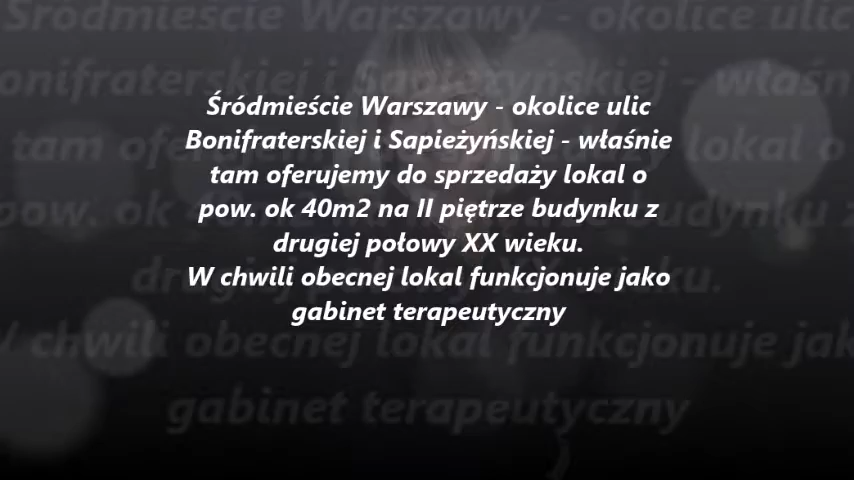 Śródmieście Warszawy - okolice ulic
Bonifraterskiej i Sapieżyńskiej - właśnie
tam oferujemy do sprzedaży lokal o
pow. ok 40m2 na II piętrze budynku z
drugiej połowy XX wieku.
W chwili obecnej lokal funkcjonuje jako
gabinet terapeutyczny